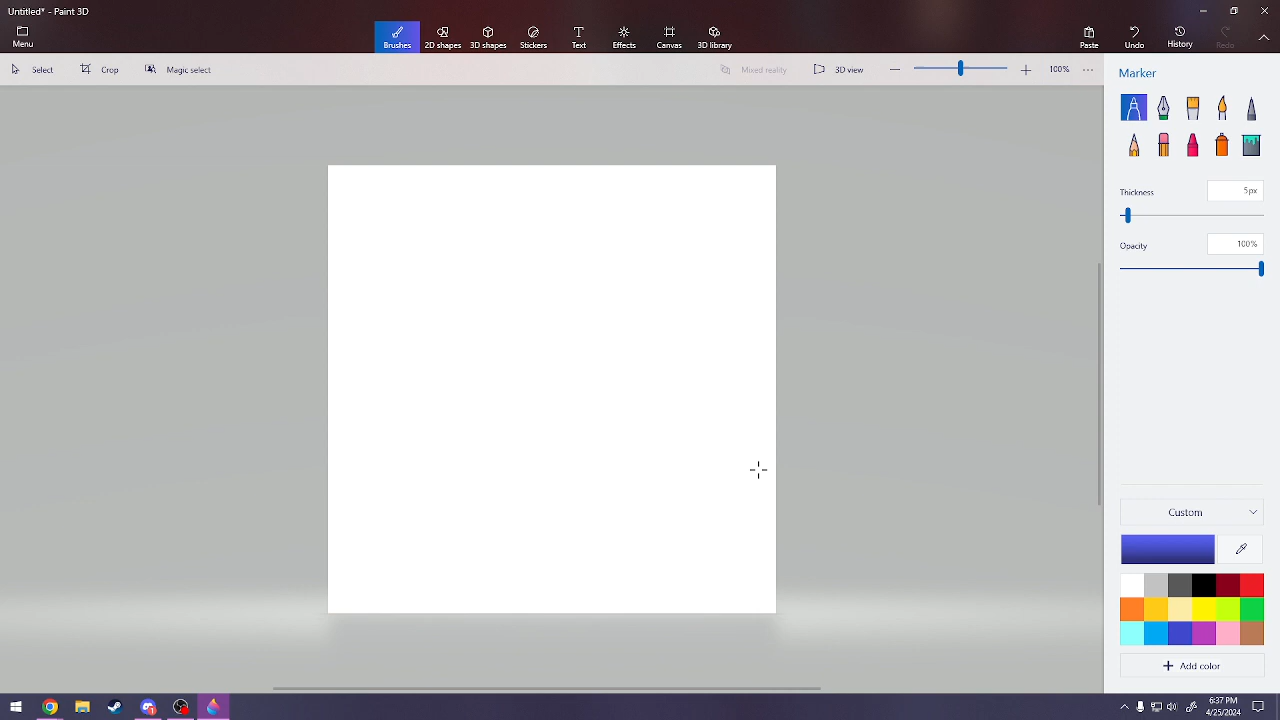 Untitled* - Paint 3D
Menu
Brushes
2D shapes
3D shapes
Stickers
Text
Effects
Canvas
3D library
Paste
Undo
History
Redo
Select
Crop
Magic select
Mixed reality
3D view
100%
Marker
Thickness
5px
Opacity
100%
Custom
Add color
6:37 PM
4/25/2024